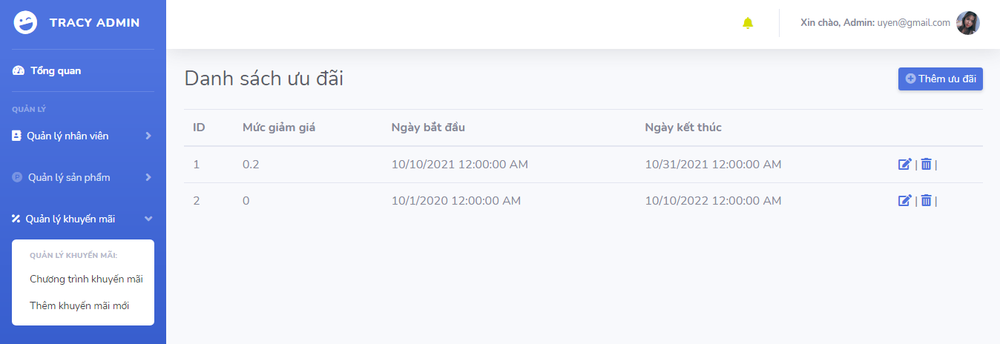 TRACY ADMIN
Xin chào, Admin: uyen@gmail.com
Tổng quan
QUẢN LÝ
Quản lý nhân viên
Quản lý sản phẩm
Quản lý khuyến mãi
QUẢN LÝ KHUYẾN MÃI:
Chương trình khuyến mãi
Thêm khuyến mãi mới
Danh sách ưu đãi
Thêm ưu đãi
ID Mức giảm giá Ngày bắt đầu Ngày kết thúc
1 0.2 10/10/2021 12:00:00 AM 10/31/2021 12:00:00 AM | |
2 0 10/1/2020 12:00:00 AM 10/10/2022 12:00:00 AM | |